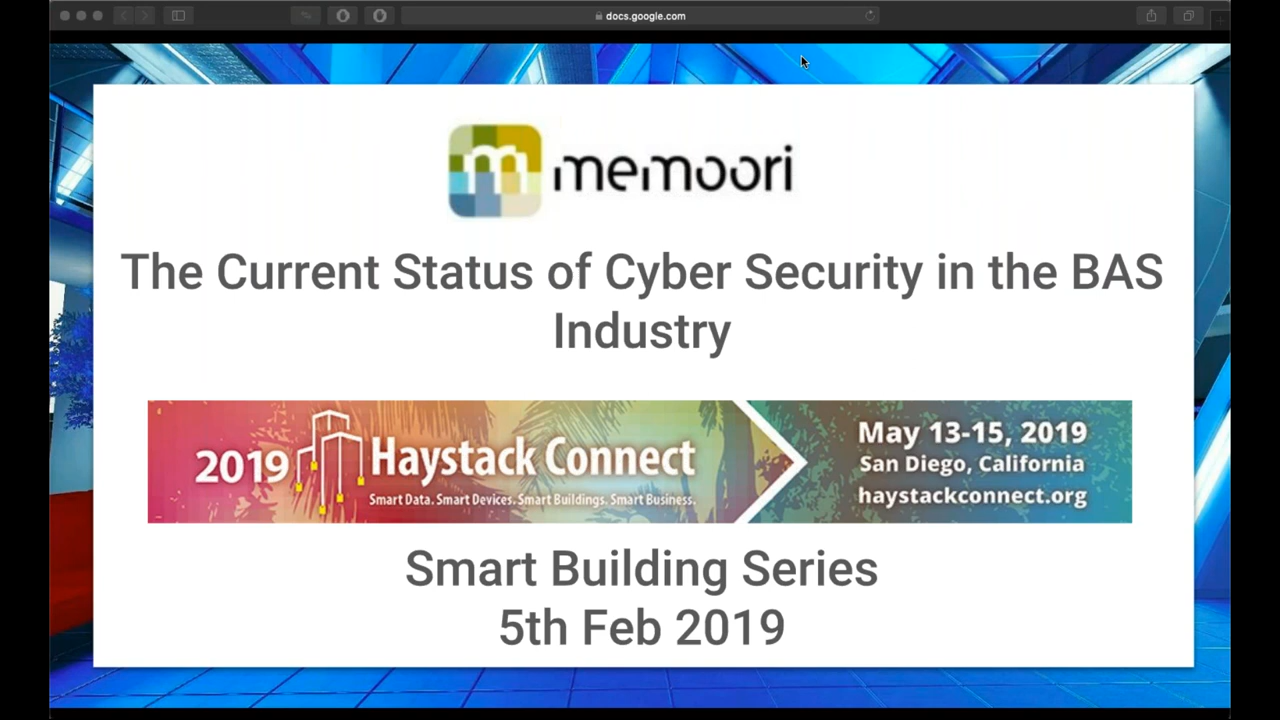 docs.google.com
memoori
The Current Status of Cyber Security in the BAS
Industry
2019 Haystack Connect
Smart Data. Smart Devices. Smart Buildings. Smart Business.
May 13-15, 2019
San Diego, California
haystackconnect.org
Smart Building Series
5th Feb 2019